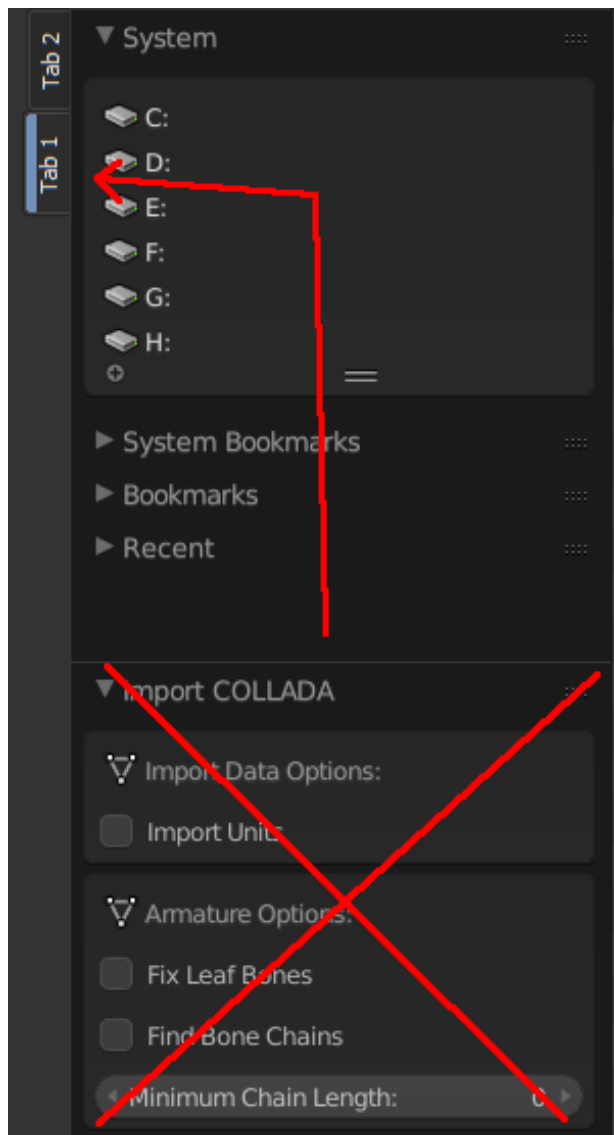 Tab 2
Tab 1
System
C:
D:
E:
F:
G:
H:
System Bookmarks
Bookmarks
Recent
Import COLLADA
Import Data Options:
Import Units
Armature Options:
Fix Leaf Bones
Find Bone Chains
Minimum Chain Length: 0